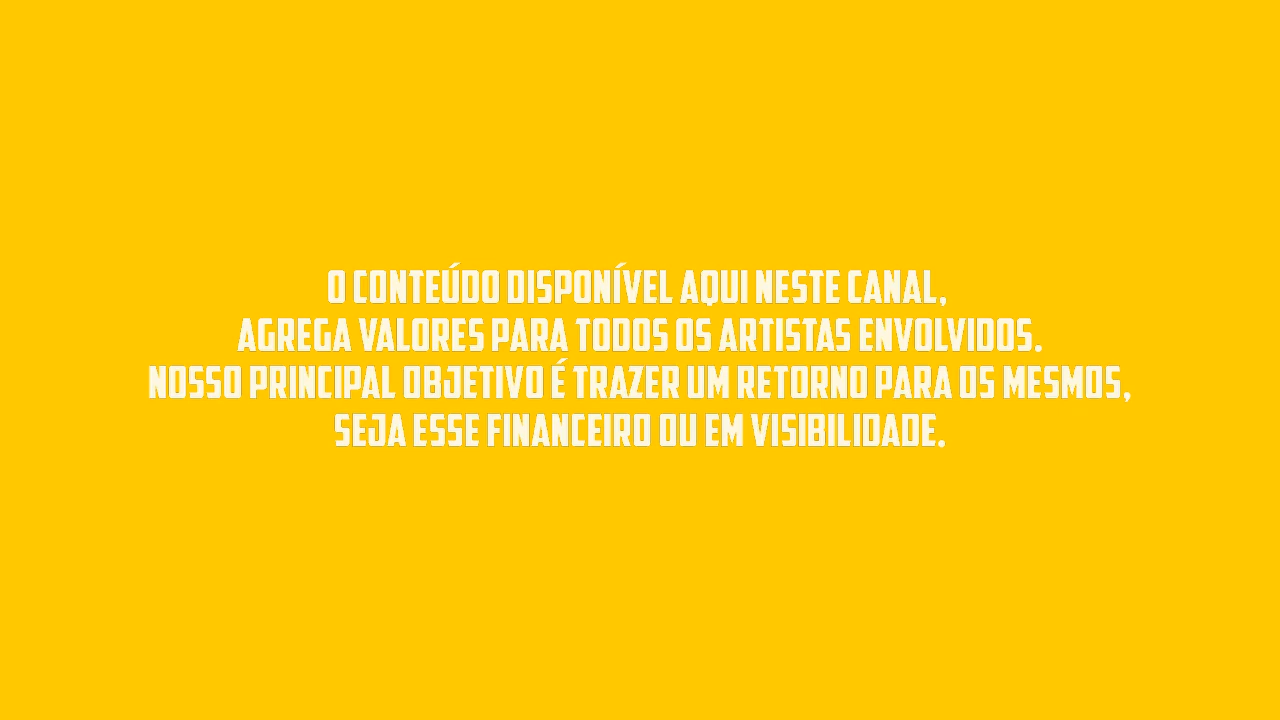 O CONTEÚDO DISPONÍVEL AQUI NESTE CANAL,
AGREGA VALORES PARA TODOS OS ARTISTAS ENVOLVIDOS.
NOSSO PRINCIPAL OBJETIVO É TRAZER UM RETORNO PARA OS MESMOS,
SEJA ESSE FINANCEIRO OU EM VISIBILIDADE.